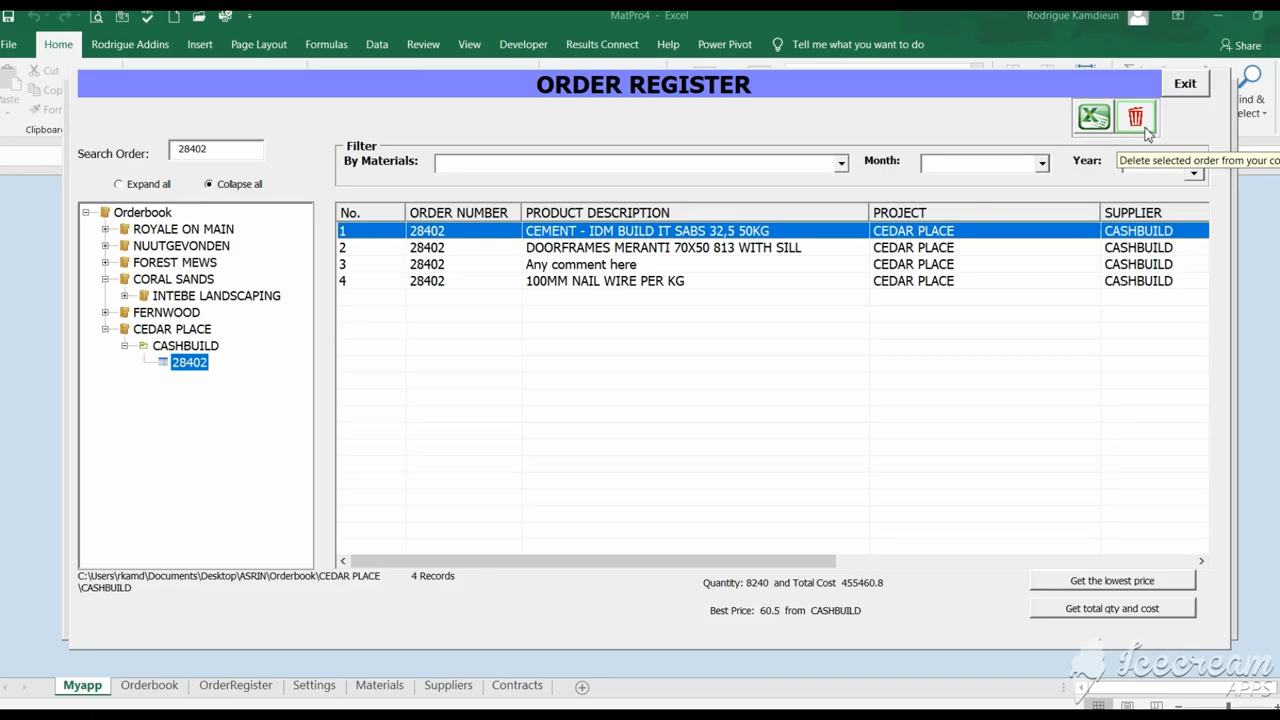 MatPro4 - Excel
Rodrigue Kamdieun
File Home Rodrigue Addins Insert Page Layout Formulas Data Review View Developer Results Connect Help Power Pivot Tell me what you want to do Share
Cut
Clipboard
ORDER REGISTER
Exit
Search Order: 28402
Expand all Collapse all
Filter
By Materials: Month: Year:
Delete selected order from your co
Orderbook
ROYALE ON MAIN
NUUTGEVONDEN
FOREST MEWS
CORAL SANDS
INTEBE LANDSCAPING
FERNWOOD
CEDAR PLACE
CASHBUILD
28402
No. ORDER NUMBER PRODUCT DESCRIPTION PROJECT SUPPLIER
1 28402 CEMENT - IDM BUILD IT SABS 32,5 50KG CEDAR PLACE CASHBUILD
2 28402 DOORFRAMES MERANTI 70X50 813 WITH SILL CEDAR PLACE CASHBUILD
3 28402 Any comment here CEDAR PLACE CASHBUILD
4 28402 100MM NAIL WIRE PER KG CEDAR PLACE CASHBUILD
C:\Users\rkamd\Documents\Desktop\ASRIN\Orderbook\CEDAR PLACE
\CASHBUILD
4 Records
Quantity: 8240 and Total Cost 455460.8
Best Price: 60.5 from CASHBUILD
Get the lowest price
Get total qty and cost
Icecream
APPS
Myapp Orderbook OrderRegister Settings Materials Suppliers Contracts